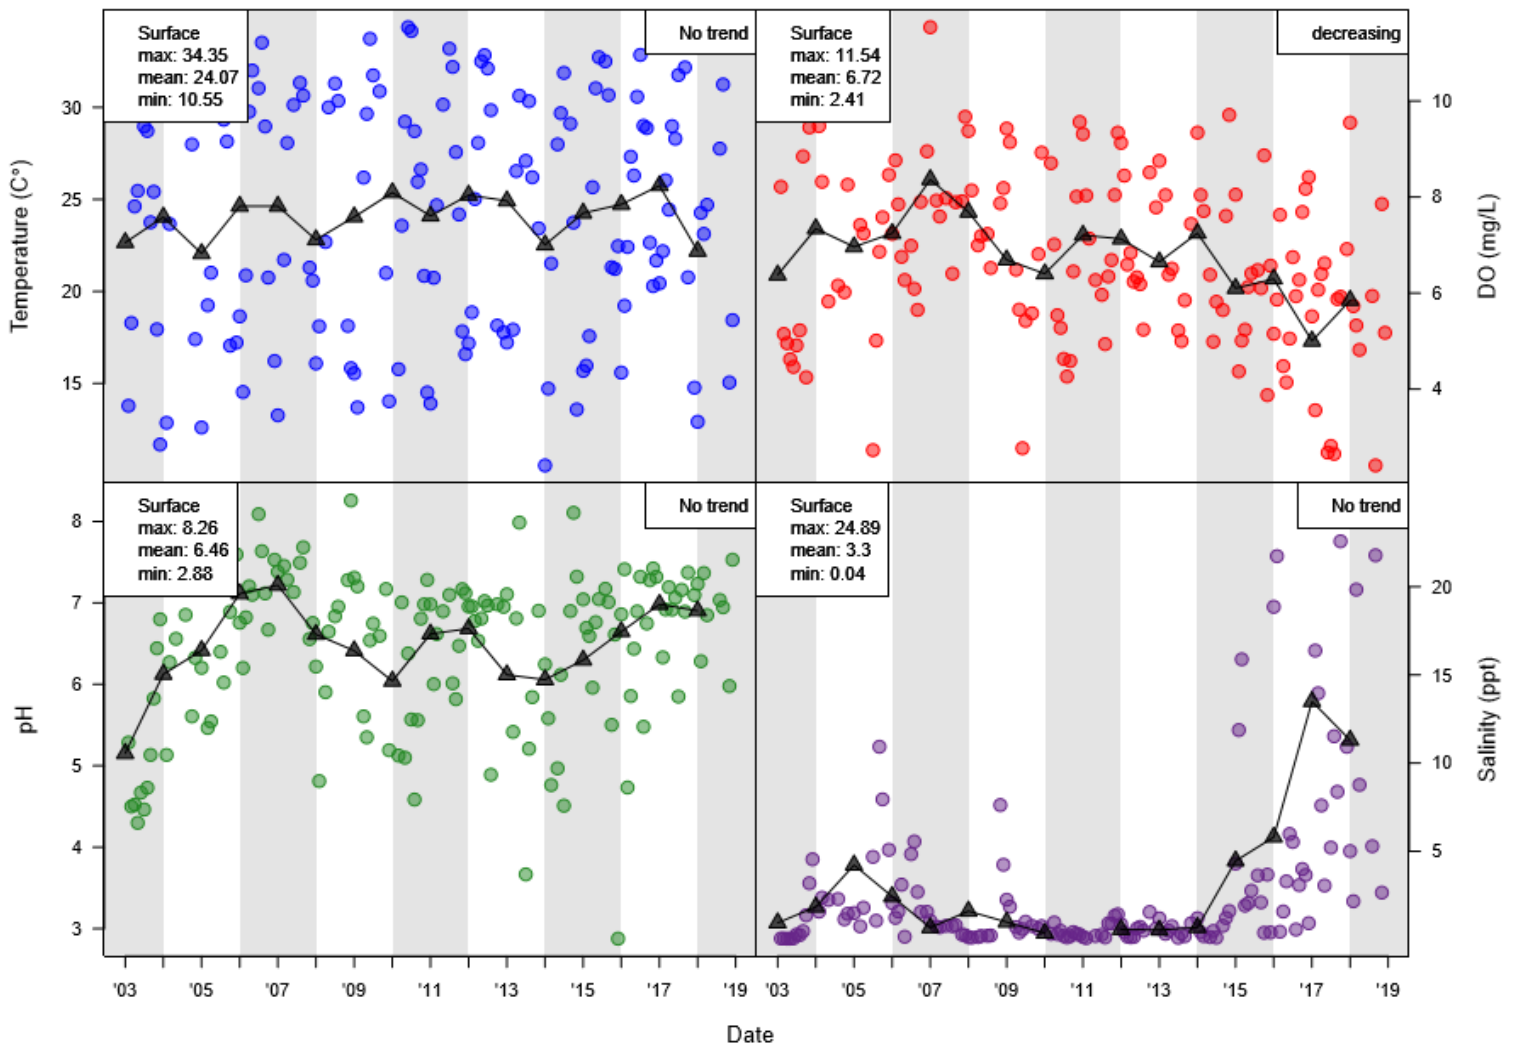 Surface
max: 34.35
mean: 24.07
min: 10.55
No trend
Surface
max: 11.54
mean: 6.72
min: 2.41
decreasing
30
25
20
15
Temperature (C°)
10
8
6
4
DO (mg/L)
Surface
max: 8.26
mean: 6.46
min: 2.88
No trend
Surface
max: 24.89
mean: 3.3
min: 0.04
No trend
8
7
6
5
4
3
pH
20
15
10
5
Salinity (ppt)
'03 '05 '07 '09 '11 '13 '15 '17 '19
'03 '05 '07 '09 '11 '13 '15 '17 '19
Date